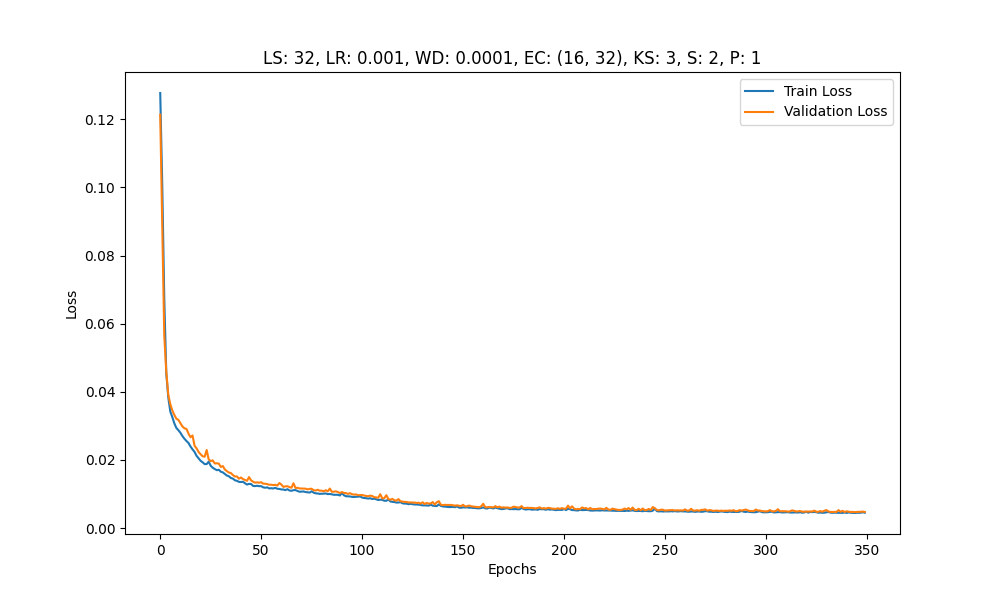 LS: 32, LR: 0.001, WD: 0.0001, EC: (16, 32), KS: 3, S: 2, P: 1
Train Loss
Validation Loss
0.12
0.10
0.08
0.06
0.04
0.02
0.00
Loss
0 50 100 150 200 250 300 350
Epochs